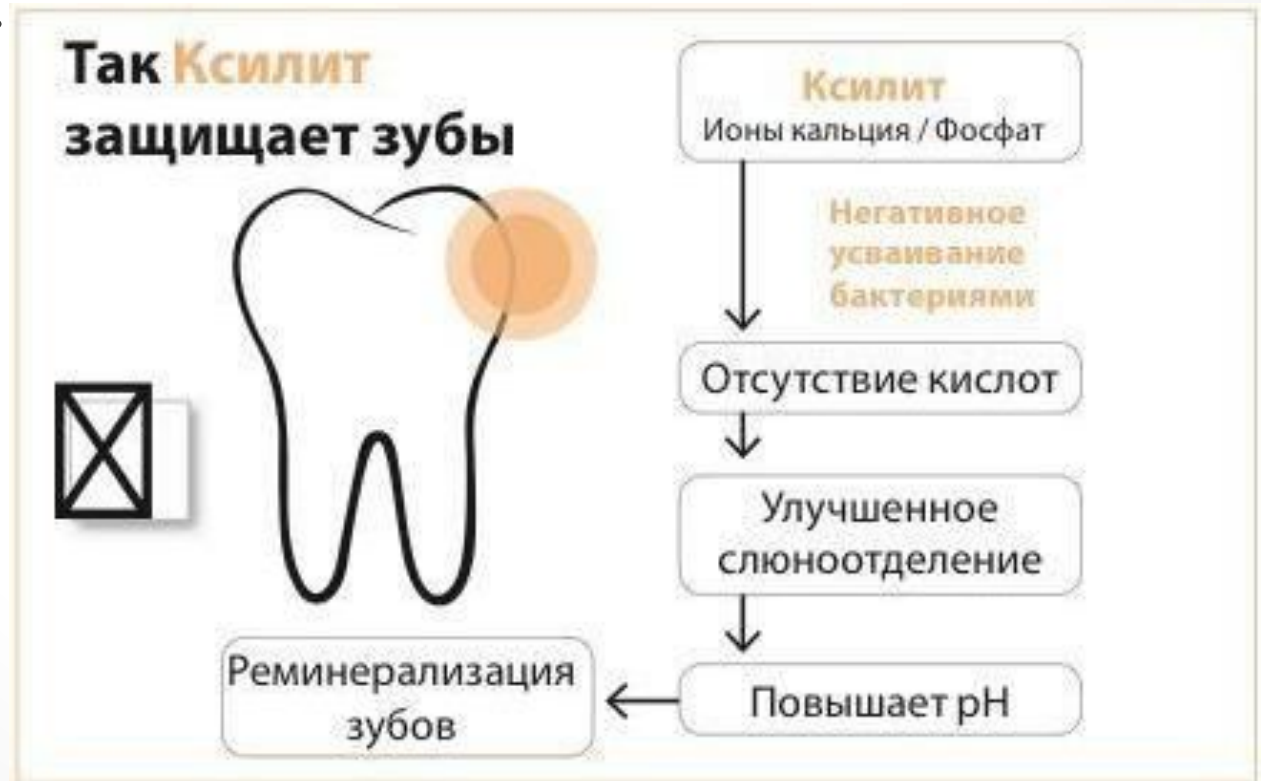 Так Ксилит
защищает зубы
Ксилит
Ионы кальция / Фосфат
Негативное
усваивание
бактериями
Отсутствие кислот
Улучшенное
слюноотделение
Повышает pH
Реминерализация
зубов